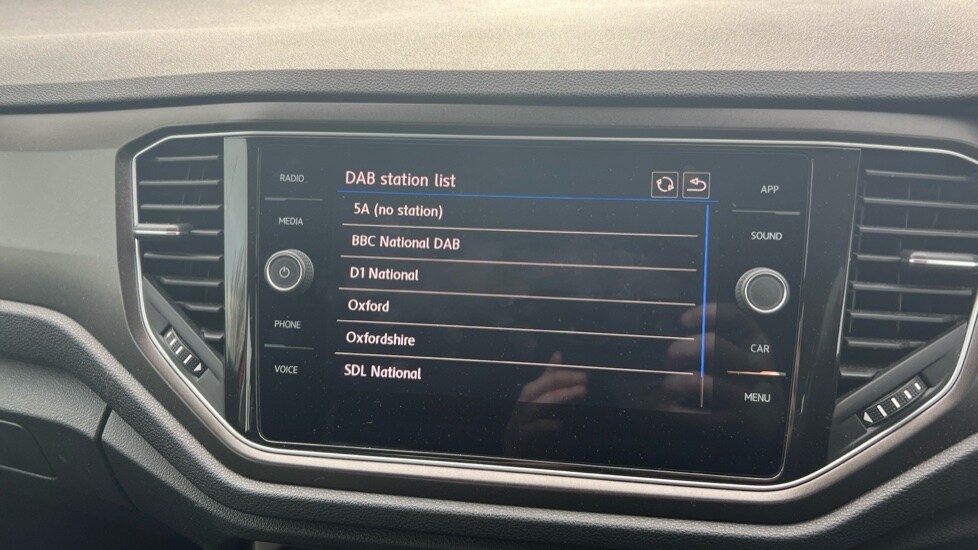 RADIO
MEDIA
PHONE
VOICE
DAB station list
5A (no station)
BBC National DAB
D1 National
Oxford
Oxfordshire
SDL National
APP
SOUND
CAR
MENU